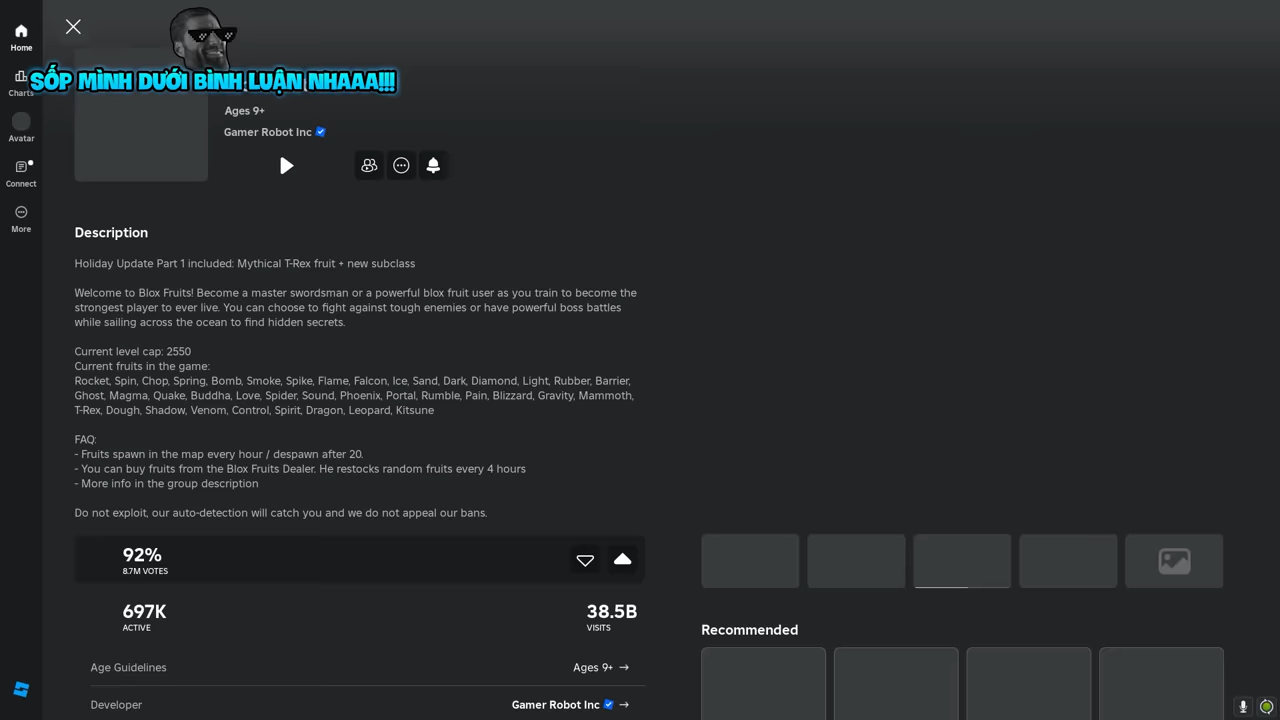 Home
Charts
Avatar
Connect
More
SỐP MÌNH DƯỚI BÌNH LUẬN NHAAA!!!
Ages 9+
Gamer Robot Inc
Description
Holiday Update Part 1 included: Mythical T-Rex fruit + new subclass
Welcome to Blox Fruits! Become a master swordsman or a powerful blox fruit user as you train to become the
strongest player to ever live. You can choose to fight against tough enemies or have powerful boss battles
while sailing across the ocean to find hidden secrets.
Current level cap: 2550
Current fruits in the game:
Rocket, Spin, Chop, Spring, Bomb, Smoke, Spike, Flame, Falcon, Ice, Sand, Dark, Diamond, Light, Rubber, Barrier,
Ghost, Magma, Quake, Buddha, Love, Spider, Sound, Phoenix, Portal, Rumble, Pain, Blizzard, Gravity, Mammoth,
T-Rex, Dough, Shadow, Venom, Control, Spirit, Dragon, Leopard, Kitsune
FAQ:
- Fruits spawn in the map every hour / despawn after 20.
- You can buy fruits from the Blox Fruits Dealer. He restocks random fruits every 4 hours
- More info in the group description
Do not exploit, our auto-detection will catch you and we do not appeal our bans.
92%
8.7M VOTES
697K
ACTIVE
38.5B
VISITS
Age Guidelines
Ages 9+
Developer
Gamer Robot Inc
Recommended